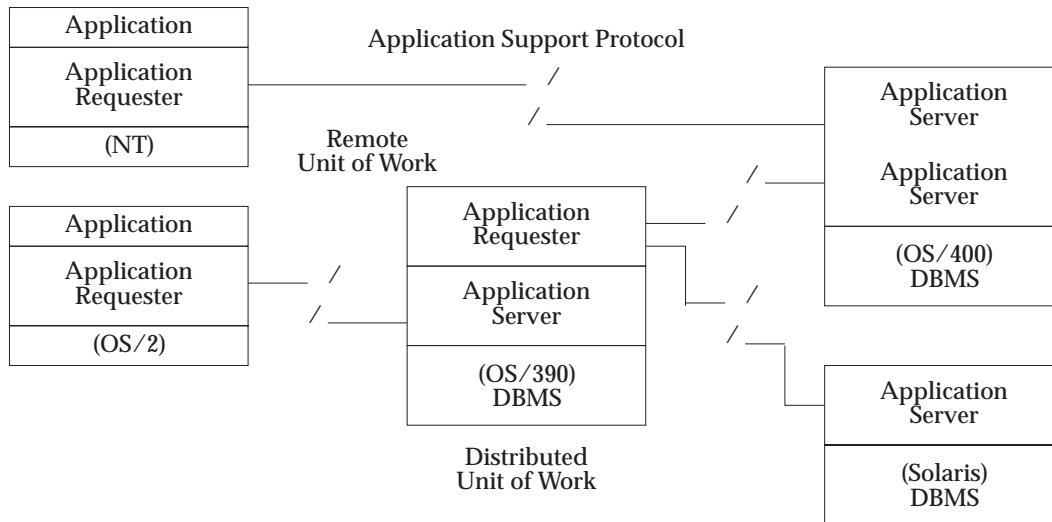 Application
Application
Requester
(NT)
Application Support Protocol
Application
Server
Application
Server
(OS/400)
DBMS
Remote
Unit of Work
Application
Application
Requester
(OS/2)
Application
Requester
Application
Server
(OS/390)
DBMS
Distributed
Unit of Work
Application
Server
(Solaris)
DBMS